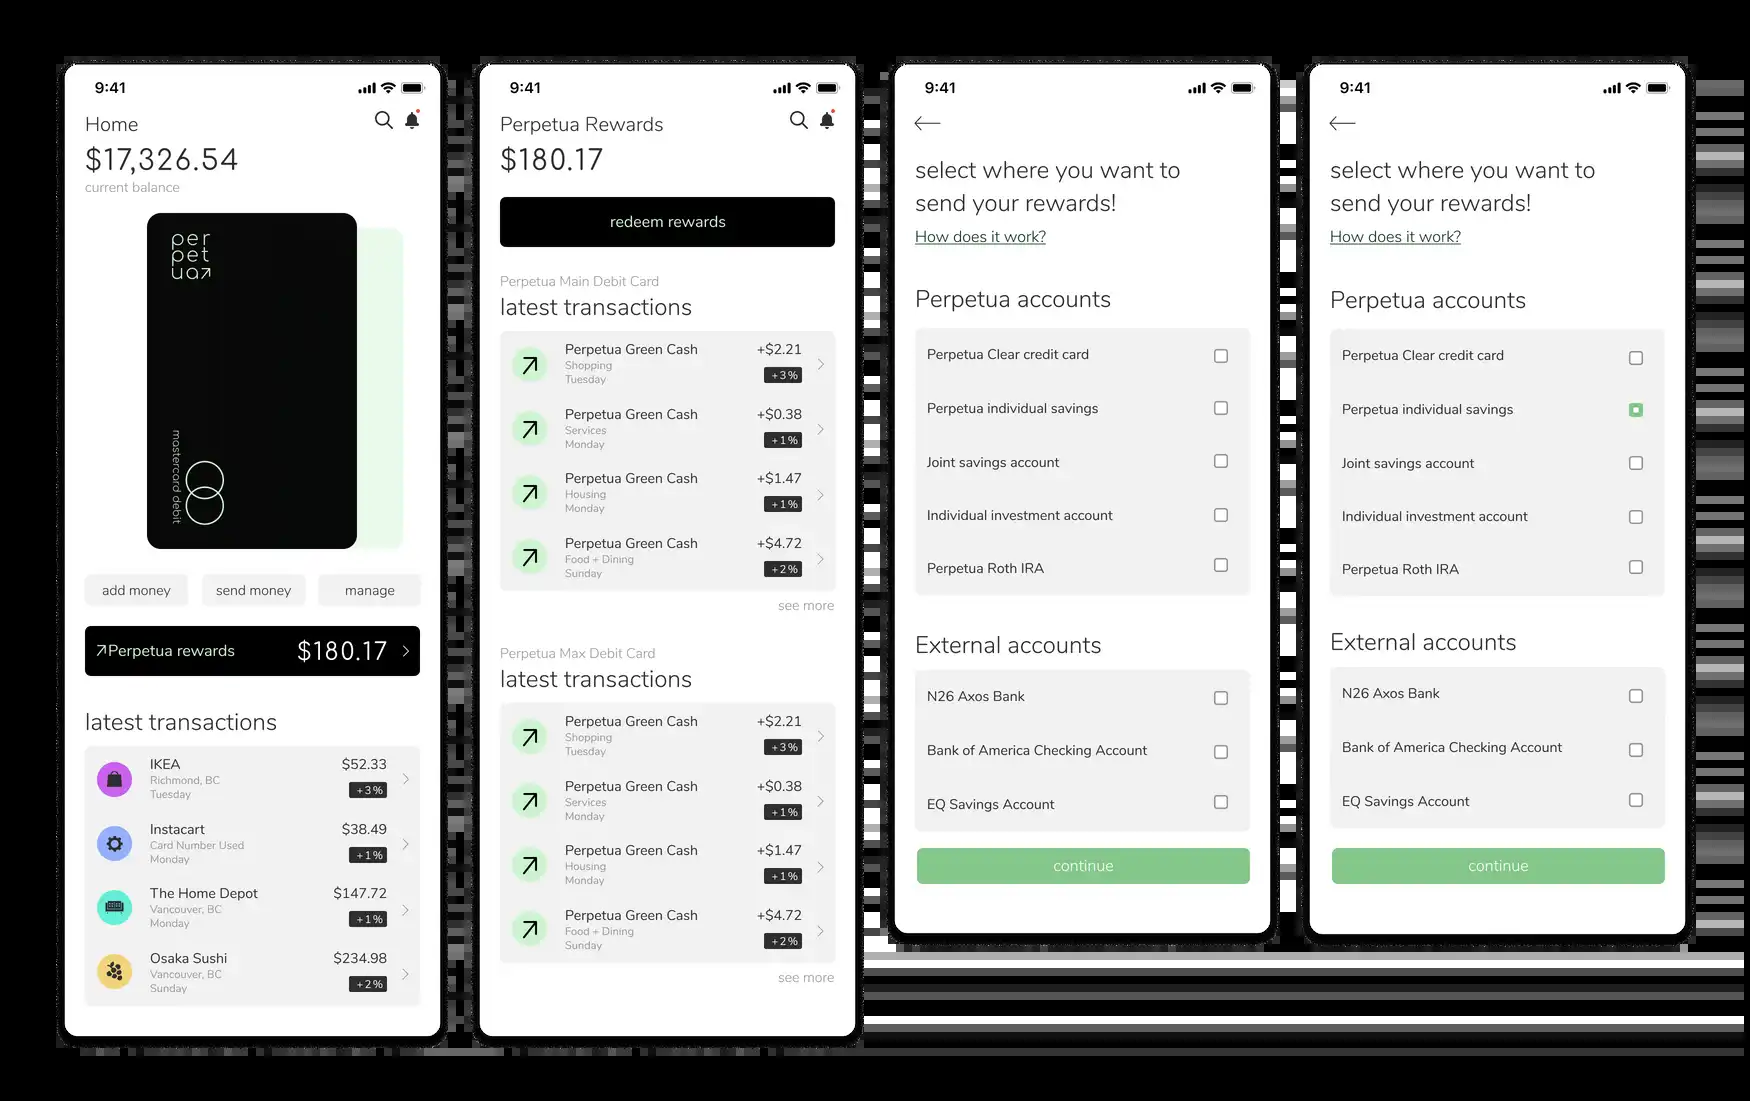 9:41
Home
$17,326.54
current balance
per
pet
ua
mastercard debit
add money
send money
manage
Perpetua rewards
$180.17
latest transactions
IKEA
$52.33
Richmond, BC
+3%
Tuesday
Instacart
$38.49
Card Number Used
+1%
Monday
The Home Depot
$147.72
Vancouver, BC
+1%
Monday
Osaka Sushi
$234.98
Vancouver, BC
+2%
Sunday
9:41
Perpetua Rewards
$180.17
redeem rewards
Perpetua Main Debit Card
latest transactions
Perpetua Green Cash
+$2.21
Shopping
+3%
Tuesday
Perpetua Green Cash
+$0.38
Services
+1%
Monday
Perpetua Green Cash
+$1.47
Housing
+1%
Monday
Perpetua Green Cash
+$4.72
Food + Dining
+2%
Sunday
see more
Perpetua Max Debit Card
latest transactions
Perpetua Green Cash
+$2.21
Shopping
+3%
Tuesday
Perpetua Green Cash
+$0.38
Services
+1%
Monday
Perpetua Green Cash
+$1.47
Housing
+1%
Monday
Perpetua Green Cash
+$4.72
Food + Dining
+2%
Sunday
see more
9:41
select where you want to
send your rewards!
How does it work?
Perpetua accounts
Perpetua Clear credit card
Perpetua individual savings
Joint savings account
Individual investment account
Perpetua Roth IRA
External accounts
N26 Axos Bank
Bank of America Checking Account
EQ Savings Account
continue
9:41
select where you want to
send your rewards!
How does it work?
Perpetua accounts
Perpetua Clear credit card
Perpetua individual savings
Joint savings account
Individual investment account
Perpetua Roth IRA
External accounts
N26 Axos Bank
Bank of America Checking Account
EQ Savings Account
continue